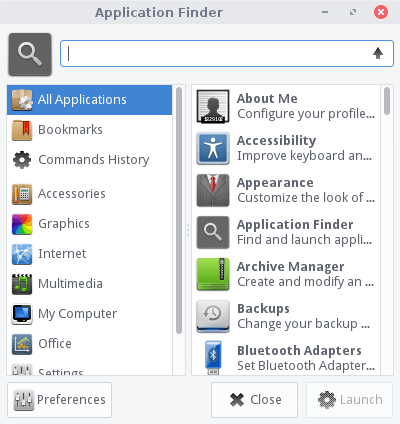 Application Finder
All Applications
Bookmarks
Commands History
Accessories
Graphics
Internet
Multimedia
My Computer
Office
Settings
About Me
Configure your profile...
Accessibility
Improve keyboard an...
Appearance
Customize the look of ...
Application Finder
Find and launch appli...
Archive Manager
Create and modify an ...
Backups
Change your backup ...
Bluetooth Adapters
Set Bluetooth Adapter...
Preferences
Close
Launch